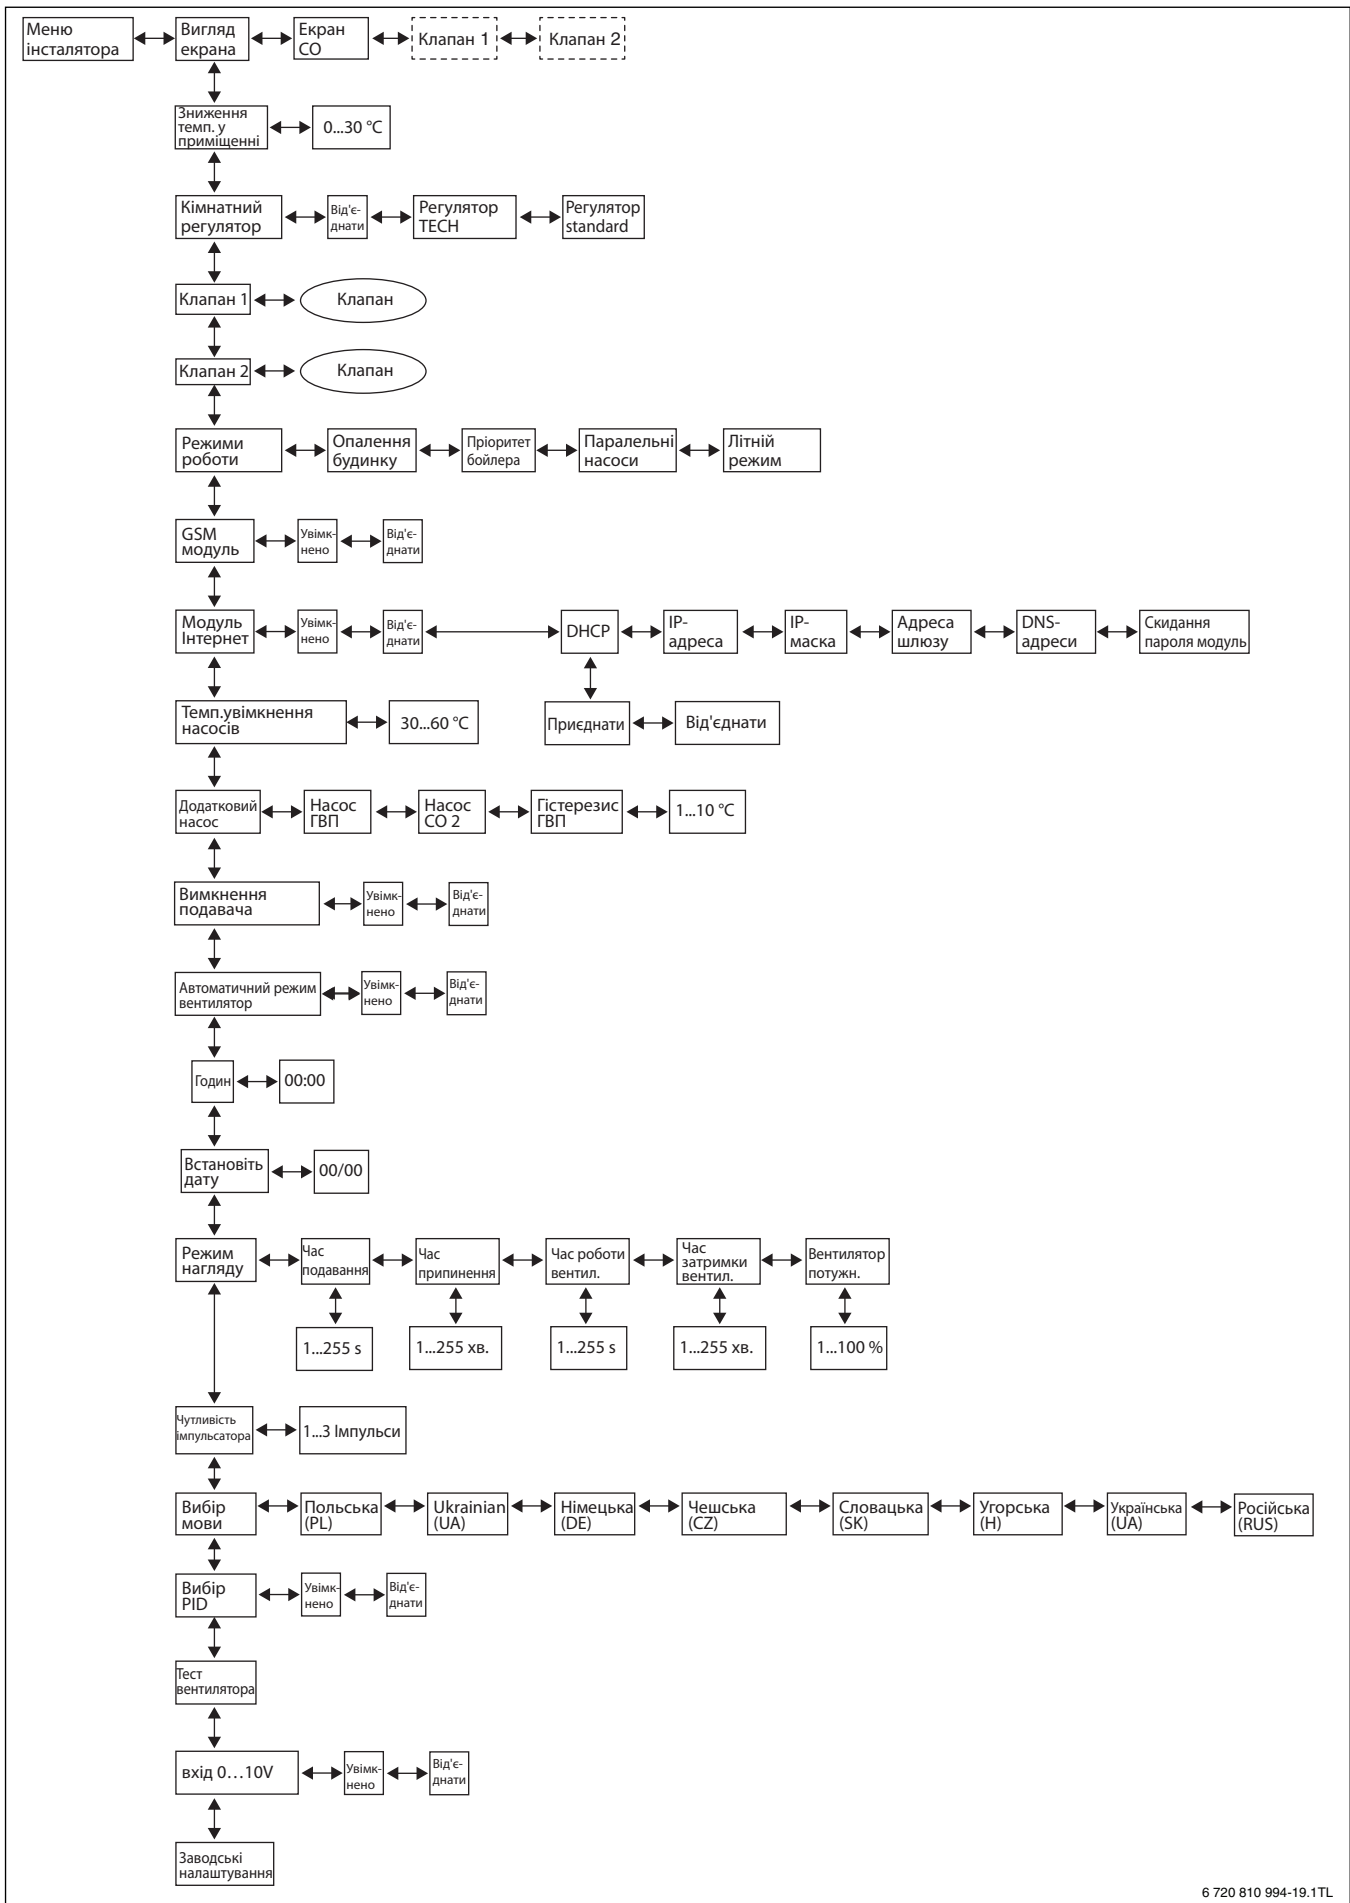 Меню
інсталятора
Вигляд
екрана
Екран
СО
Клапан 1
Клапан 2
Зниження
темп. у
приміщенні
0...30 °C
Кімнатний
регулятор
Від'є-
днати
Регулятор
TECH
Регулятор
standard
Клапан 1
Клапан
Клапан 2
Клапан
Режими
роботи
Опалення
будинку
Пріоритет
бойлера
Паралельні
насоси
Літній
режим
GSM
модуль
Увімк-
нено
Від'є-
днати
Модуль
Інтернет
Увімк-
нено
Від'є-
днати
DHCP
IP-
адреса
IP-
маска
Адреса
шлюзу
DNS-
адреси
Скидання
пароля модуль
Темп.увімкнення
насосів
30...60 °C
Приєднати
Від'єднати
Додатковий
насос
Насос
ГВП
Насос
СО 2
Гістерезис
ГВП
1...10 °C
Вимкнення
подавача
Увімк-
нено
Від'є-
днати
Автоматичний режим
вентилятор
Увімк-
нено
Від'є-
днати
Годин
00:00
Встановіть
дату
00/00
Режим
нагляду
Час
подавання
Час
припинення
Час роботи
вентил.
Час
затримки
вентил.
Вентилятор
потужн.
1...255 s
1...255 хв.
1...255 s
1...255 хв.
1...100 %
Чутливість
імпульсатора
1...3 Імпульси
Вибір
мови
Польська
(PL)
Ukrainian
(UA)
Німецька
(DE)
Чешська
(CZ)
Словацька
(SK)
Угорська
(H)
Українська
(UA)
Російська
(RUS)
Вибір
PID
Увімк-
нено
Від'є-
днати
Тест
вентилятора
вхід 0…10V
Увімк-
нено
Від'є-
днати
Заводські
налаштування
6 720 810 994-19.1TL